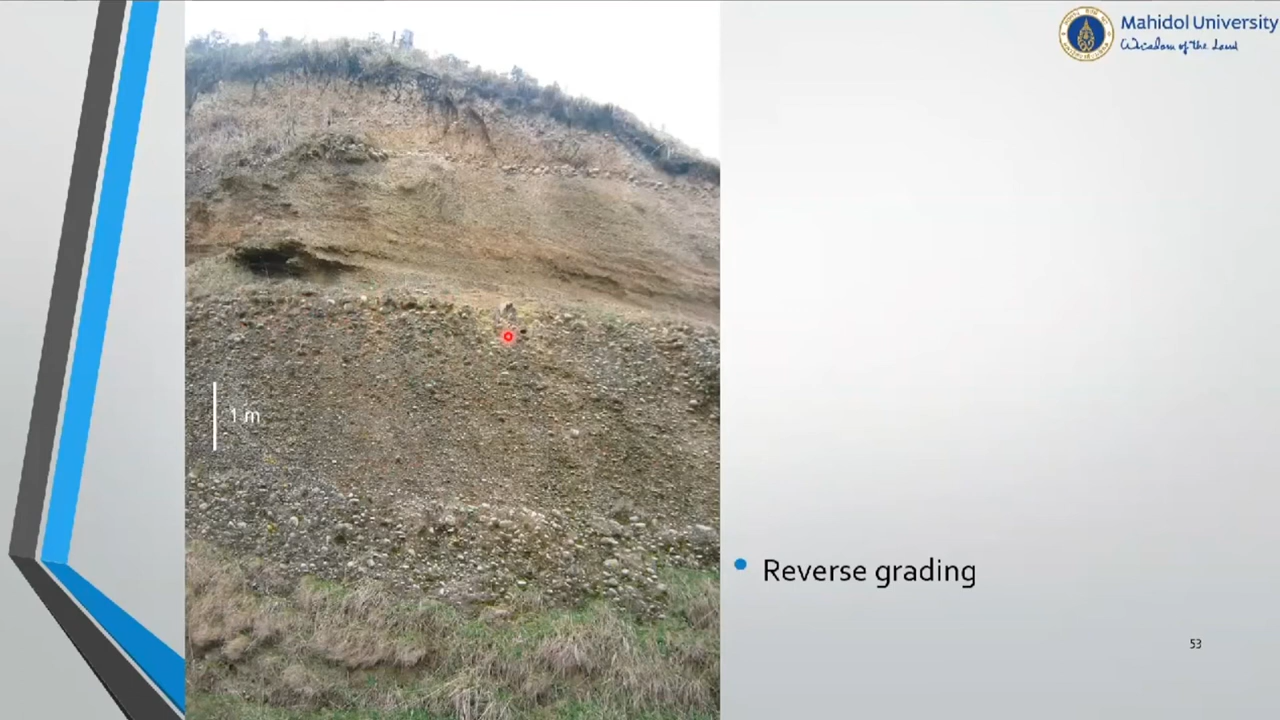 Mahidol University
Wisdom of the Land
1 m
Reverse grading
53